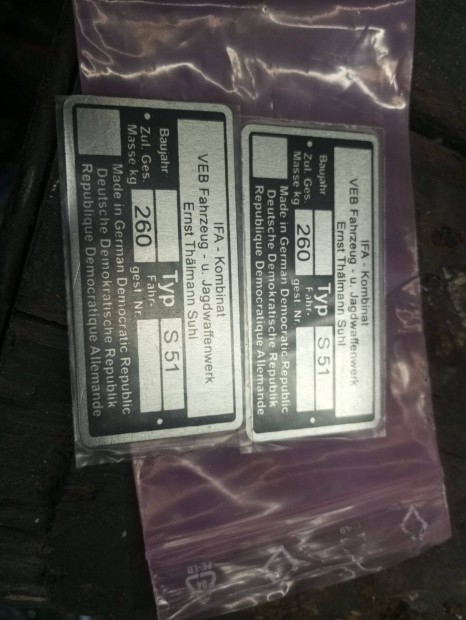 IFA - Kombinat
VEB Fahrzeug - u. Jagdwaffenwerk
Ernst Thälmann Suhl
Baujahr Typ S 51
Zul. Ges. Masse kg 260 Fahr- gest. Nr.
Made in German Democratic Republic
Deutsche Demokratische Republik
Republique Democratique Allemande
IFA - Kombinat
VEB Fahrzeug - u. Jagdwaffenwerk
Ernst Thälmann Suhl
Baujahr Typ S 51
Zul. Ges. Masse kg 260 Fahr- gest. Nr.
Made in German Democratic Republic
Deutsche Demokratische Republik
Republique Democratique Allemande